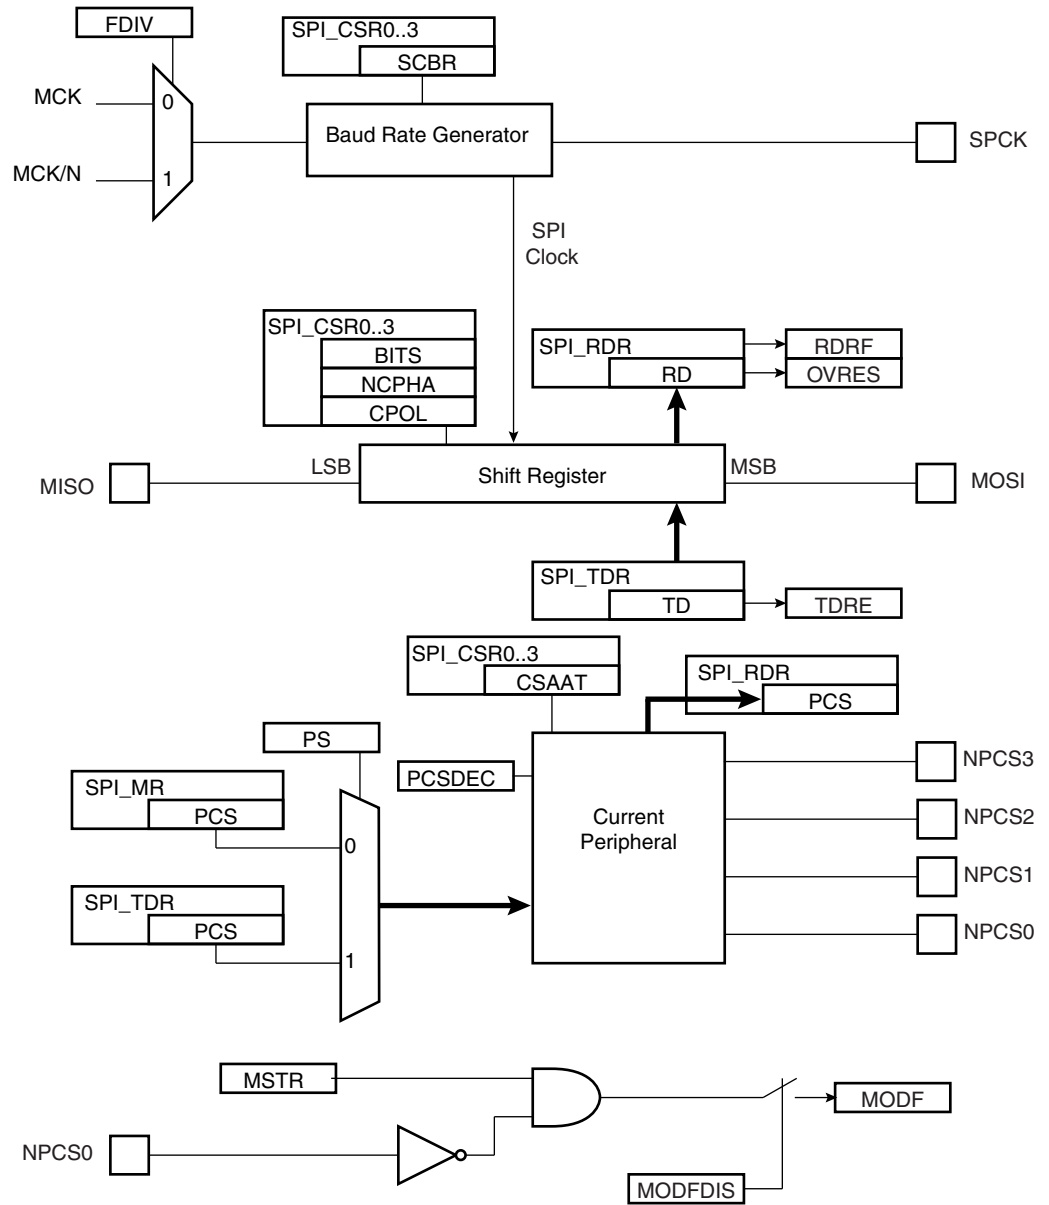 FDIV
SPI_CSR0..3
SCBR
MCK
0
Baud Rate Generator
SPCK
MCK/N
1
SPI
Clock
SPI_CSR0..3
BITS
NCPHA
CPOL
SPI_RDR
RD
RDRF
OVRES
LSB
Shift Register
MSB
MISO
MOSI
SPI_TDR
TD
TDRE
SPI_CSR0..3
CSAAT
SPI_RDR
PCS
PS
PCSDEC
NPCS3
SPI_MR
PCS
0
Current
Peripheral
NPCS2
NPCS1
SPI_TDR
PCS
1
NPCS0
MSTR
MODF
NPCS0
MODFDIS